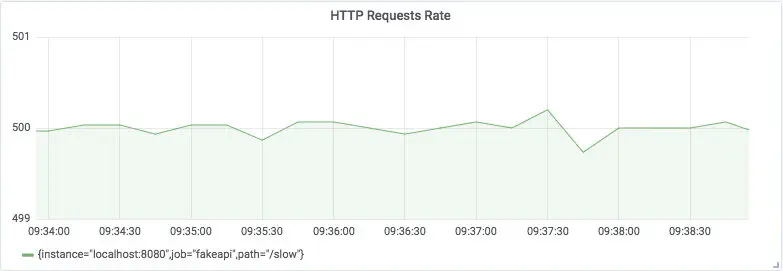 HTTP Requests Rate
501
500
499
09:34:00 09:34:30 09:35:00 09:35:30 09:36:00 09:36:30 09:37:00 09:37:30 09:38:00 09:38:30
{instance="localhost:8080",job="fakeapi",path="/slow"}